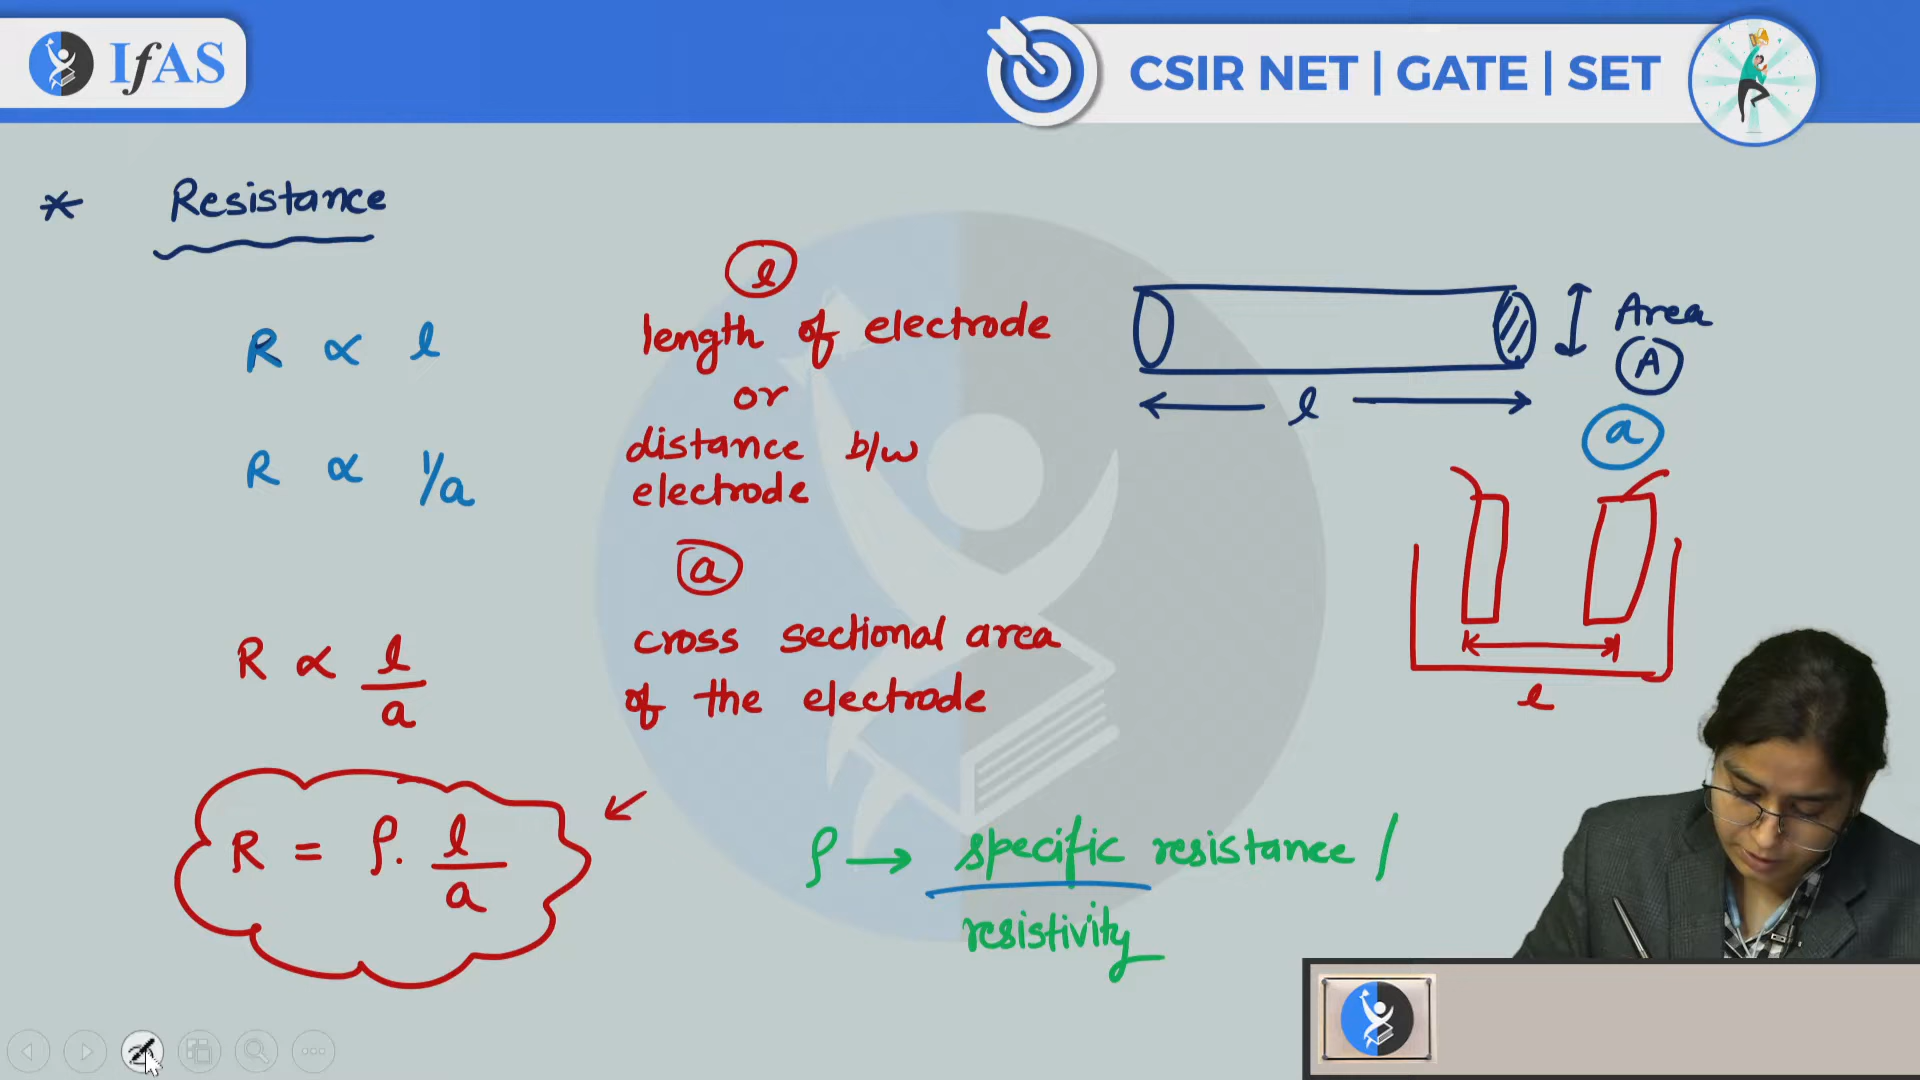 IfAS
CSIR NET | GATE | SET
* Resistance
R ∝ l
R ∝ 1/a
R ∝ l/a
R = ρ. l/a
l
length of electrode
or
distance b/w
electrode
a
cross sectional area
of the electrode
Area
A
a
l
l
ρ → specific resistance /
resistivity